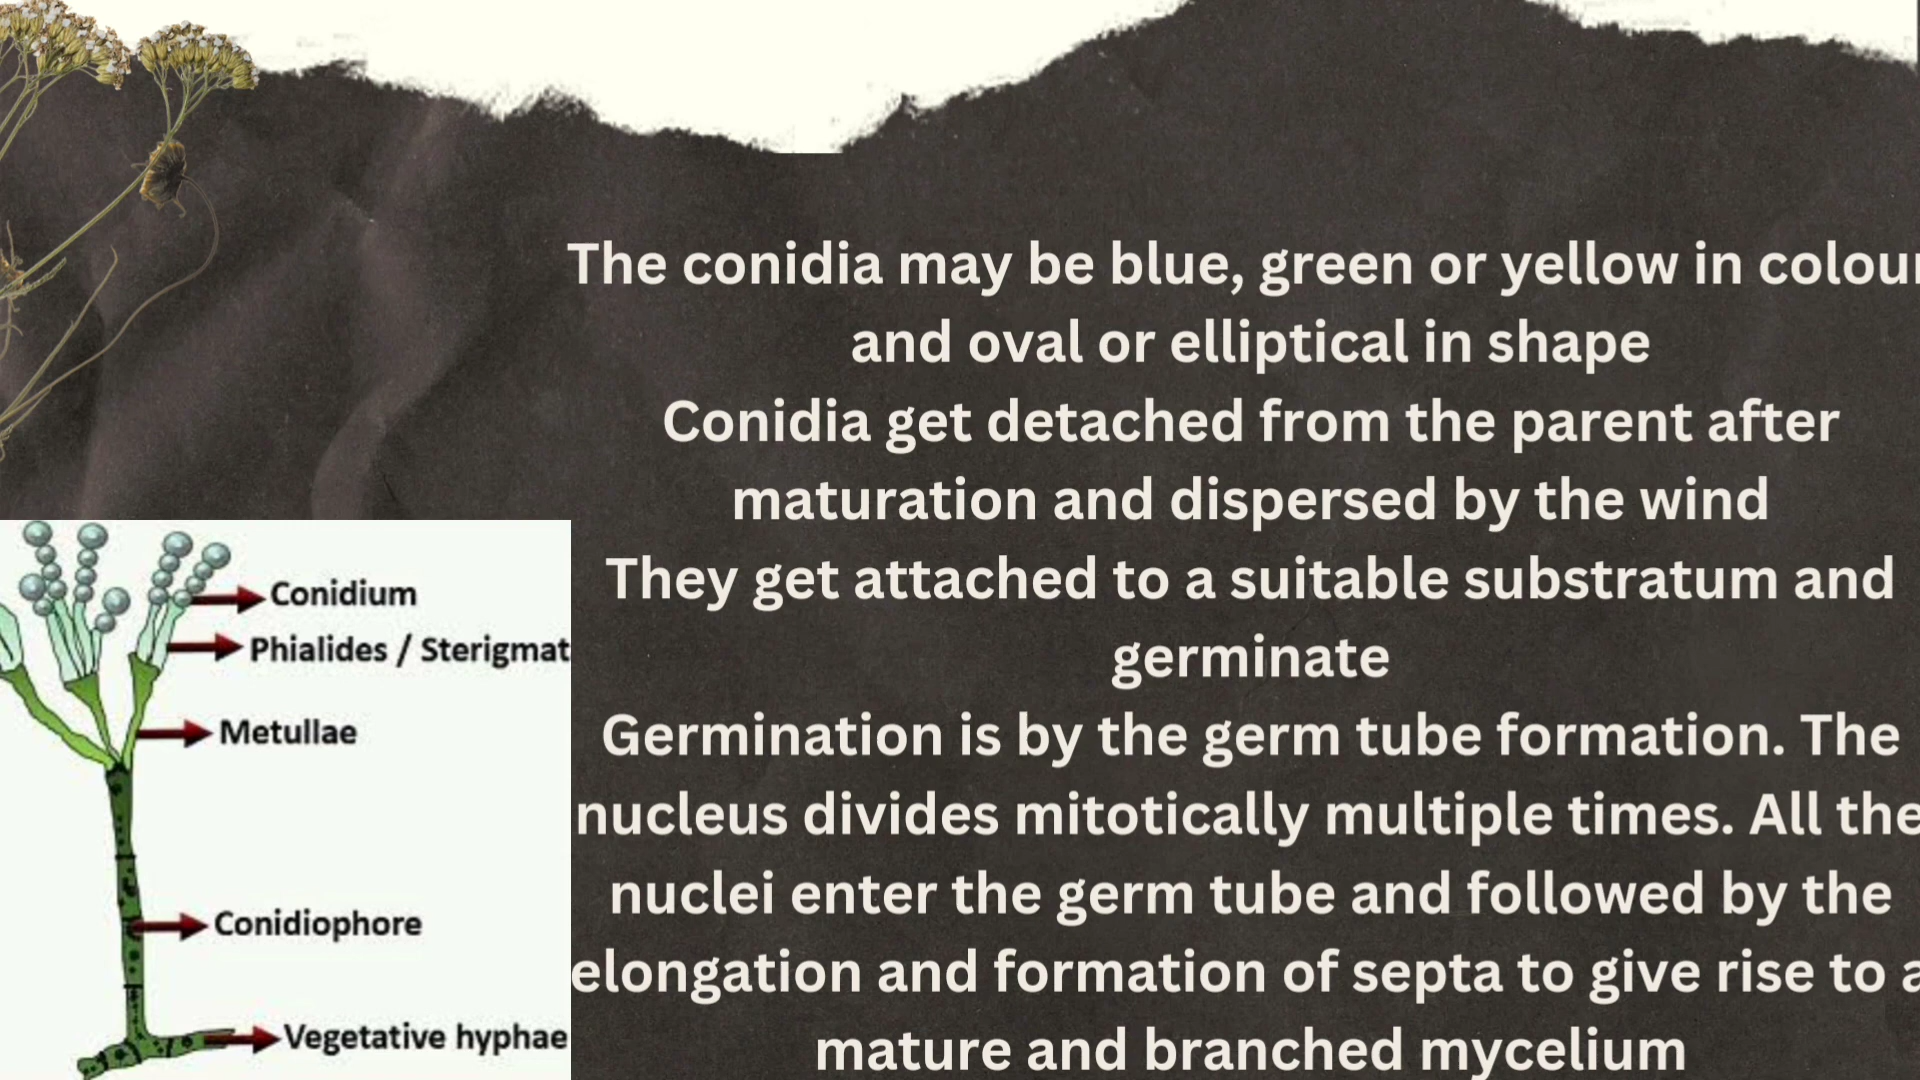 The conidia may be blue, green or yellow in colour
and oval or elliptical in shape
Conidia get detached from the parent after
maturation and dispersed by the wind
They get attached to a suitable substratum and
germinate
Germination is by the germ tube formation. The
nucleus divides mitotically multiple times. All the
nuclei enter the germ tube and followed by the
elongation and formation of septa to give rise to a
mature and branched mycelium
Conidium
Phialides / Sterigmat
Metullae
Conidiophore
Vegetative hyphae